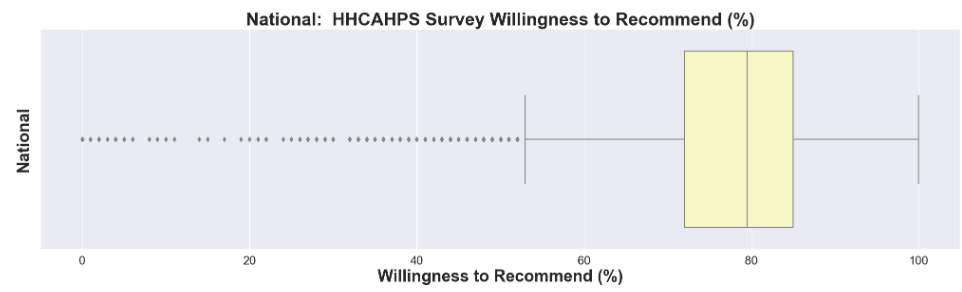 National:  HHCAHPS Survey Willingness to Recommend (%)
National
0 20 40 60 80 100
Willingness to Recommend (%)